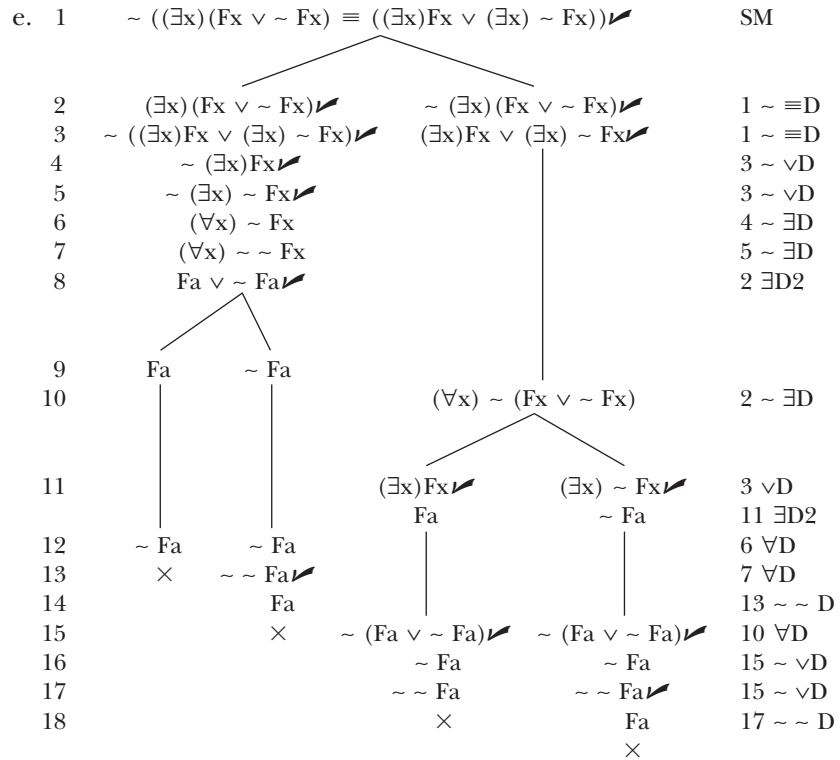 e. 1 ~ ((∃x)(Fx ∨ ~ Fx) ≡ ((∃x)Fx ∨ (∃x) ~ Fx))✔ SM
2 (∃x)(Fx ∨ ~ Fx)✔ ~ (∃x)(Fx ∨ ~ Fx)✔ 1 ~ ≡D
3 ~ ((∃x)Fx ∨ (∃x) ~ Fx)✔ (∃x)Fx ∨ (∃x) ~ Fx✔ 1 ~ ≡D
4 ~ (∃x)Fx✔ 3 ~ ∨D
5 ~ (∃x) ~ Fx✔ 3 ~ ∨D
6 (∀x) ~ Fx 4 ~ ∃D
7 (∀x) ~ ~ Fx 5 ~ ∃D
8 Fa ∨ ~ Fa✔ 2 ∃D2
9 Fa ~ Fa
10 (∀x) ~ (Fx ∨ ~ Fx) 2 ~ ∃D
11 (∃x)Fx✔ (∃x) ~ Fx✔ 3 ∨D
Fa ~ Fa 11 ∃D2
12 ~ Fa ~ Fa 6 ∀D
13 × ~ ~ Fa✔ 7 ∀D
14 Fa 13 ~ ~ D
15 × ~ (Fa ∨ ~ Fa)✔ ~ (Fa ∨ ~ Fa)✔ 10 ∀D
16 ~ Fa ~ Fa 15 ~ ∨D
17 ~ ~ Fa ~ ~ Fa✔ 15 ~ ∨D
18 × Fa 17 ~ ~ D
×